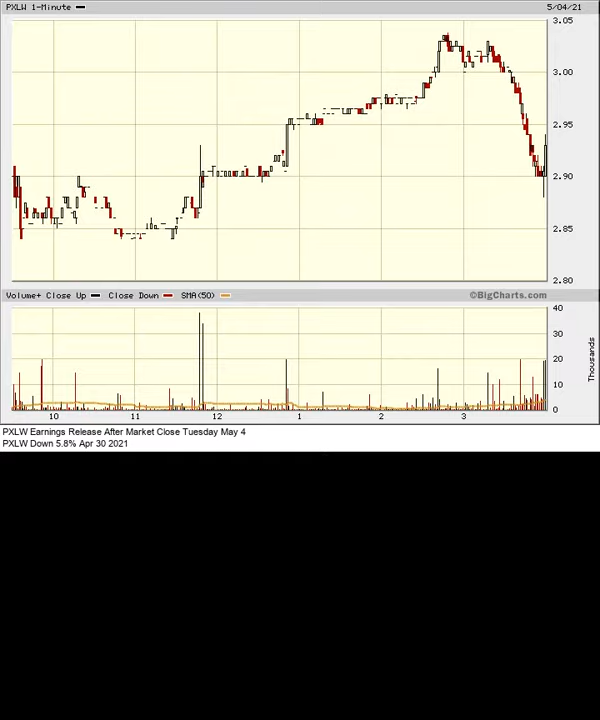 PXLW 1-Minute 5/04/21
3.05
3.00
2.95
2.90
2.85
2.80
Volume+ Close Up Close Down SMA(50) ©BigCharts.com
40
30
20
10
0
Thousands
10 11 12 1 2 3
PXLW Earnings Release After Market Close Tuesday May 4
PXLW Down 5.8% Apr 30 2021